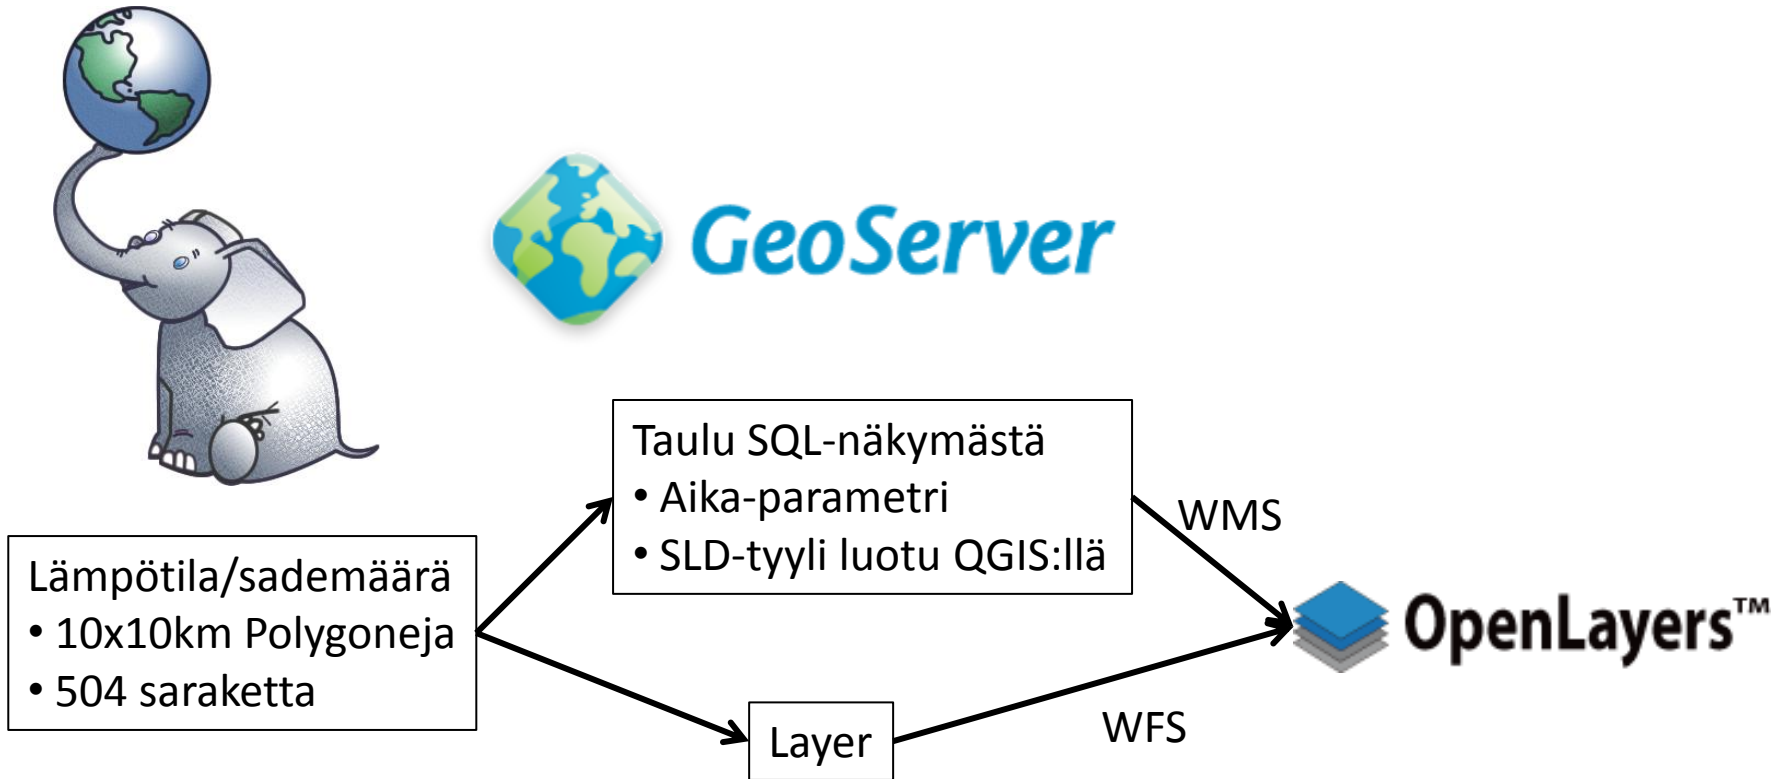 GeoServer
Taulu SQL-näkymästä
• Aika-parametri
• SLD-tyyli luotu QGIS:llä
WMS
Lämpötila/sademäärä
• 10x10km Polygoneja
• 504 saraketta
OpenLayers™
Layer
WFS